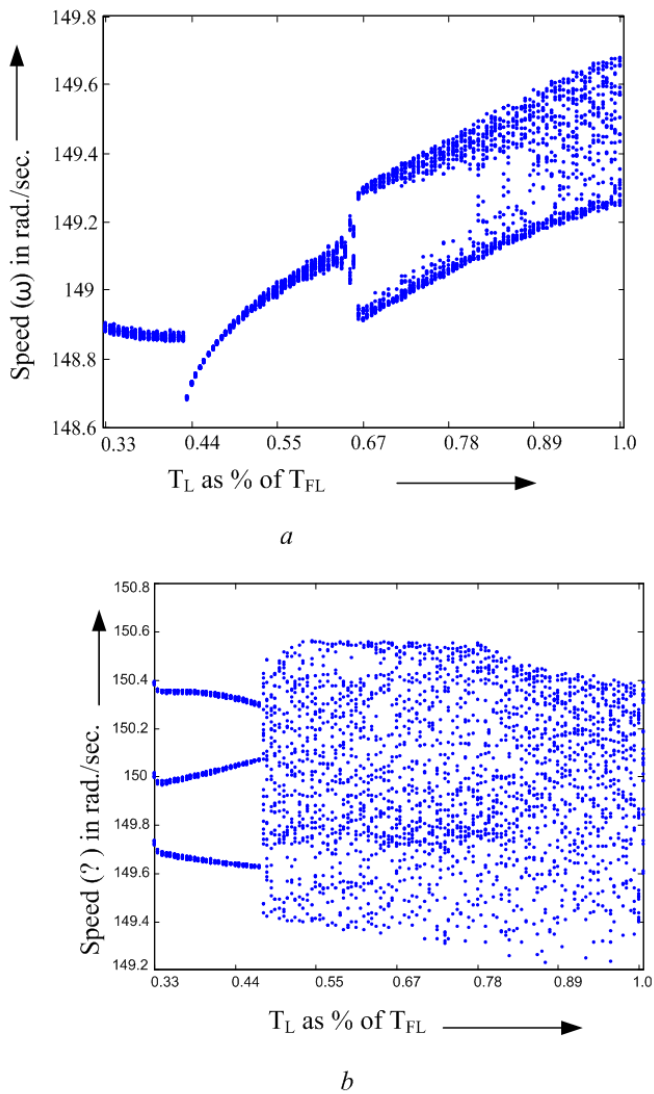 149.8
149.6
149.4
149.2
149
148.8
148.6
Speed (ω) in rad./sec.
0.33 0.44 0.55 0.67 0.78 0.89 1.0
T_L as % of T_FL
a
150.8
150.6
150.4
150.2
150
149.8
149.6
149.4
149.2
Speed (? ) in rad./sec.
0.33 0.44 0.55 0.67 0.78 0.89 1.0
T_L as % of T_FL
b